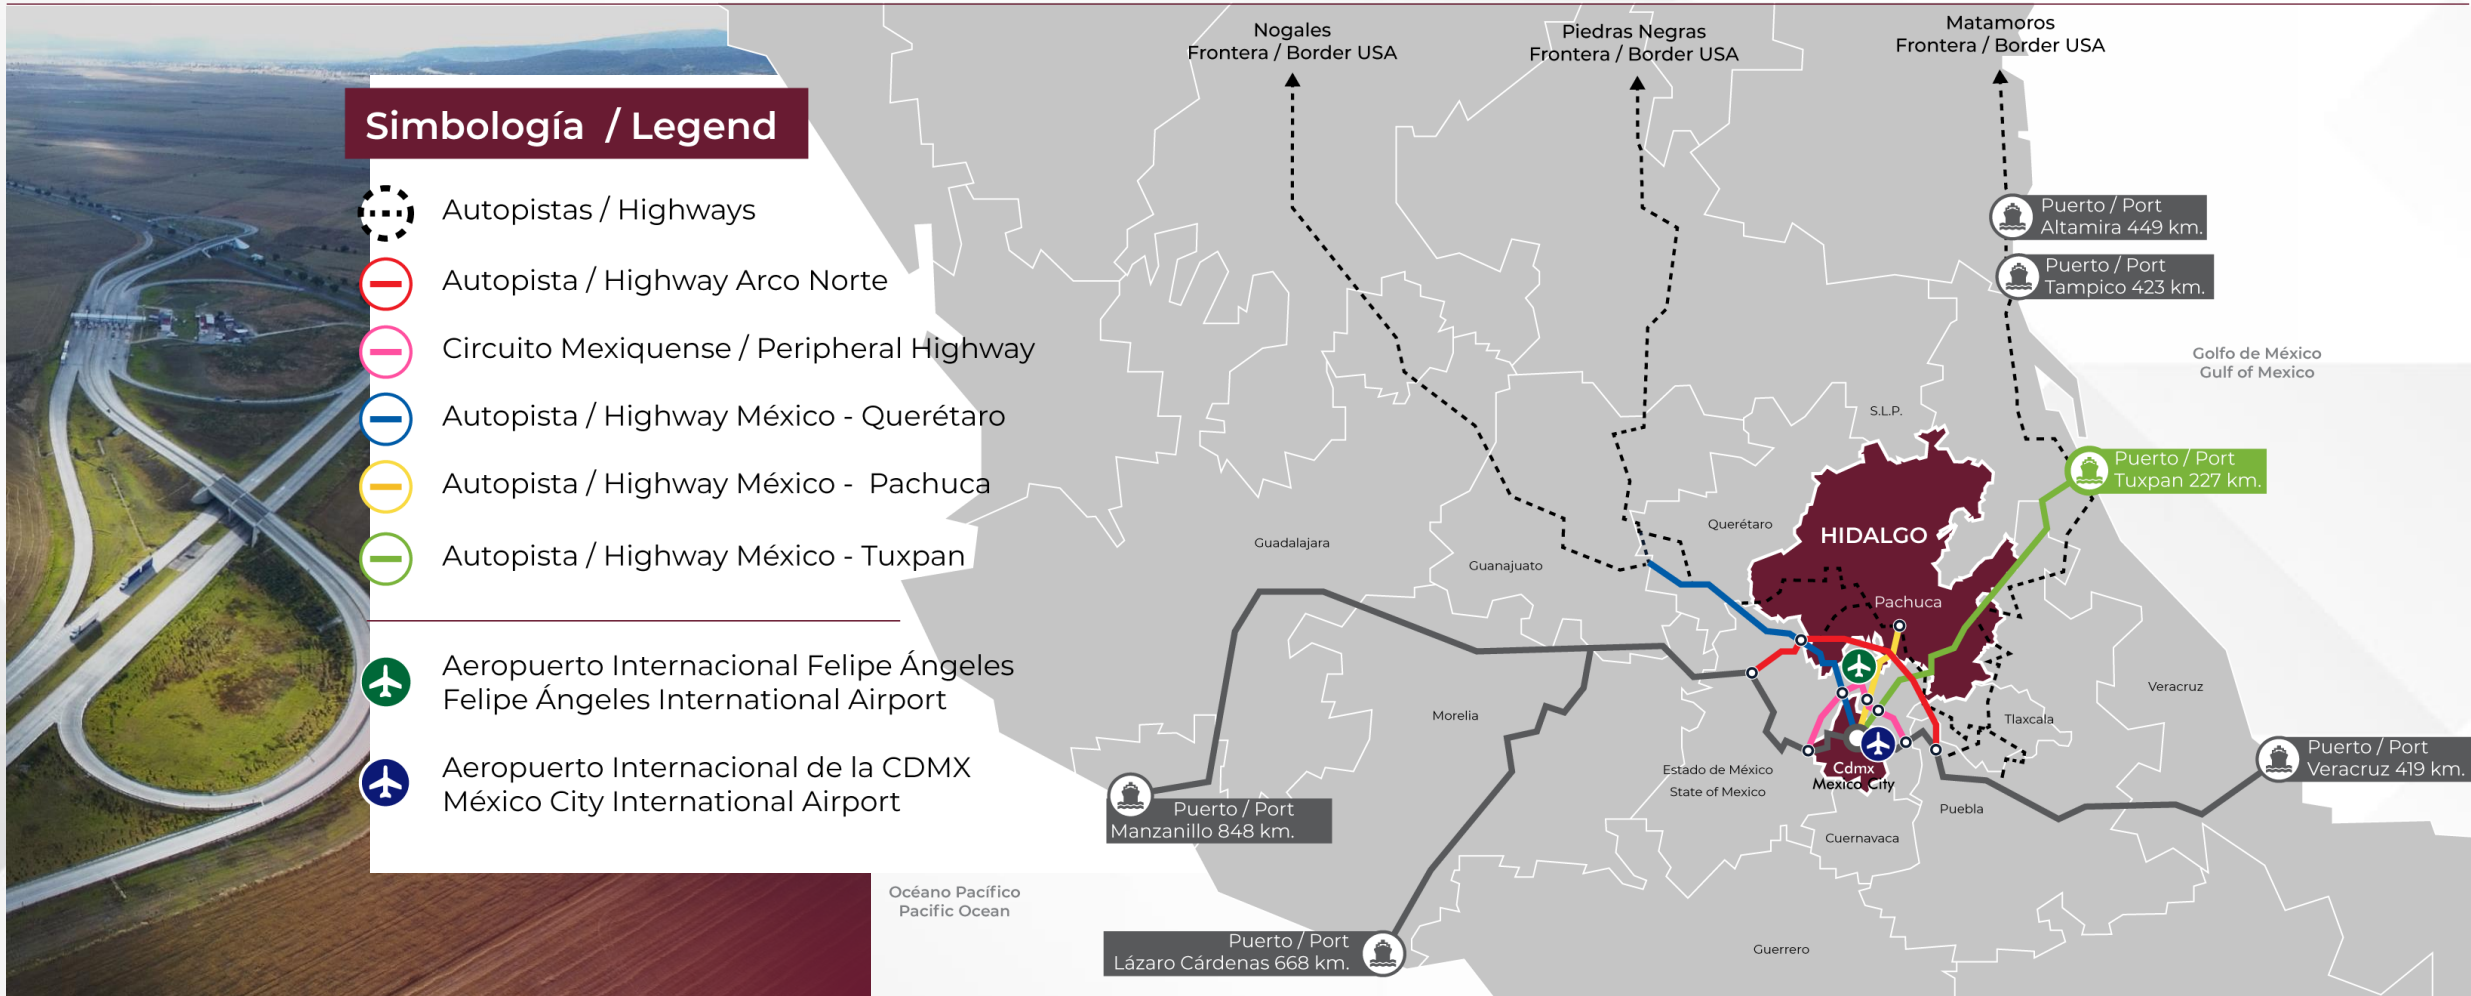 Simbología / Legend
Autopistas / Highways
Autopista / Highway Arco Norte
Circuito Mexiquense / Peripheral Highway
Autopista / Highway México - Querétaro
Autopista / Highway México - Pachuca
Autopista / Highway México - Tuxpan
Aeropuerto Internacional Felipe Ángeles
Felipe Ángeles International Airport
Aeropuerto Internacional de la CDMX
México City International Airport
Nogales
Frontera / Border USA
Piedras Negras
Frontera / Border USA
Matamoros
Frontera / Border USA
Puerto / Port
Altamira 449 km.
Puerto / Port
Tampico 423 km.
Golfo de México
Gulf of Mexico
S.L.P.
Puerto / Port
Tuxpan 227 km.
Querétaro
HIDALGO
Guadalajara
Guanajuato
Pachuca
Veracruz
Morelia
Tlaxcala
Puerto / Port
Veracruz 419 km.
Estado de México
State of Mexico
Cdmx
Mexico City
Puerto / Port
Manzanillo 848 km.
Puebla
Cuernavaca
Océano Pacífico
Pacific Ocean
Puerto / Port
Lázaro Cárdenas 668 km.
Guerrero